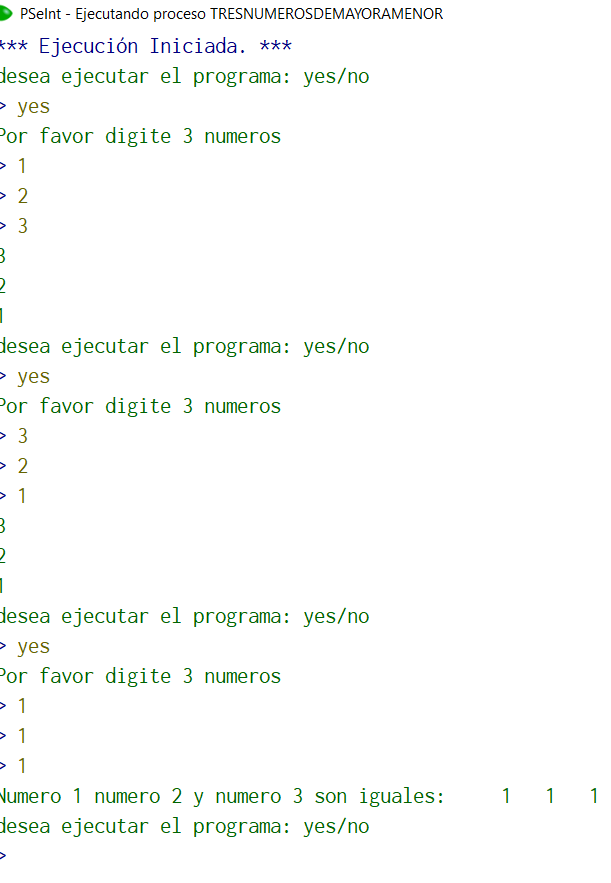 PSeInt - Ejecutando proceso TRESNUMEROSDEMAYORAMENOR
*** Ejecución Iniciada. ***
desea ejecutar el programa: yes/no
> yes
Por favor digite 3 numeros
> 1
> 2
> 3
3
2
1
desea ejecutar el programa: yes/no
> yes
Por favor digite 3 numeros
> 3
> 2
> 1
3
2
1
desea ejecutar el programa: yes/no
> yes
Por favor digite 3 numeros
> 1
> 1
> 1
Numero 1 numero 2 y numero 3 son iguales:     1   1   1
desea ejecutar el programa: yes/no
>